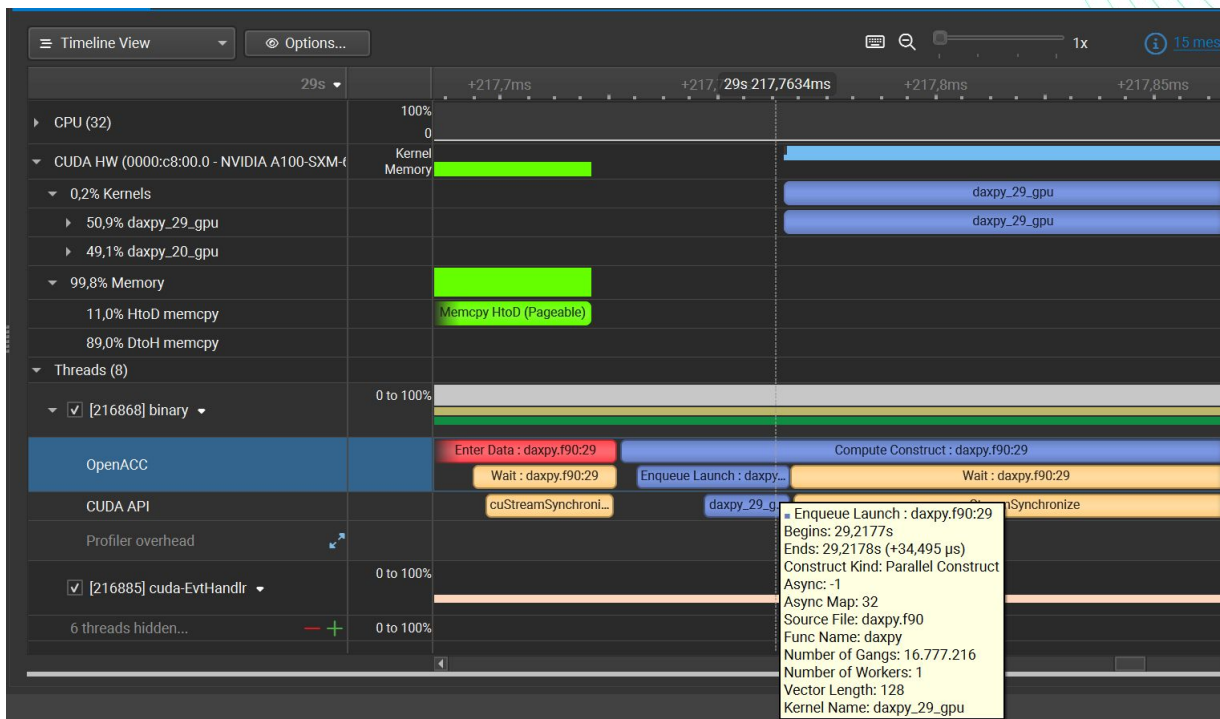 Timeline View
Options...
1x
15 mes
29s
+217,7ms
+217,
29s 217,7634ms
+217,8ms
+217,85ms
CPU (32)
100%
0
CUDA HW (0000:c8:00.0 - NVIDIA A100-SXM-6
Kernel
Memory
0,2% Kernels
daxpy_29_gpu
50,9% daxpy_29_gpu
daxpy_29_gpu
49,1% daxpy_20_gpu
99,8% Memory
11,0% HtoD memcpy
Memcpy HtoD (Pageable)
89,0% DtoH memcpy
Threads (8)
[216868] binary
0 to 100%
OpenACC
Enter Data : daxpy.f90:29
Compute Construct : daxpy.f90:29
Wait : daxpy.f90:29
Enqueue Launch : daxpy...
Wait : daxpy.f90:29
CUDA API
cuStreamSynchroni...
daxpy_29_g...
nSynchronize
Profiler overhead
[216885] cuda-EvtHandlr
0 to 100%
6 threads hidden...
0 to 100%
Enqueue Launch : daxpy.f90:29
Begins: 29,2177s
Ends: 29,2178s (+34,495 µs)
Construct Kind: Parallel Construct
Async: -1
Async Map: 32
Source File: daxpy.f90
Func Name: daxpy
Number of Gangs: 16.777.216
Number of Workers: 1
Vector Length: 128
Kernel Name: daxpy_29_gpu